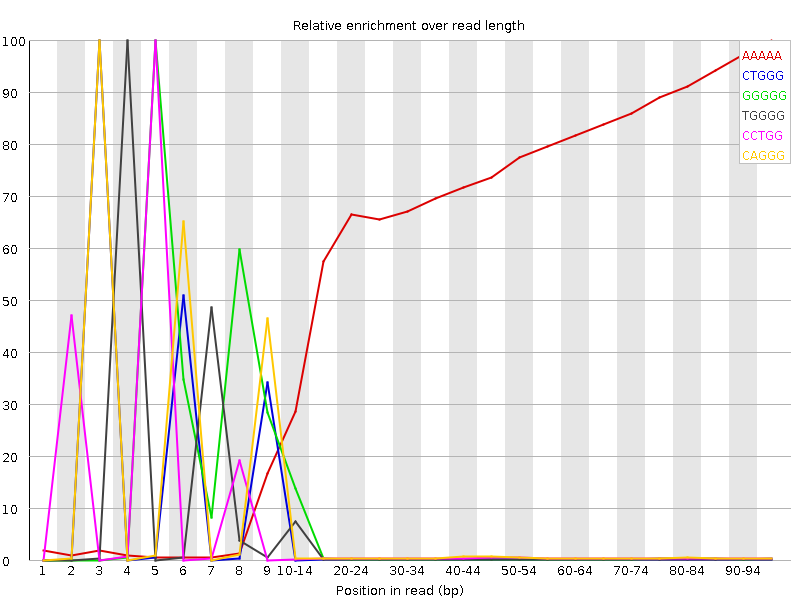 Relative enrichment over read length
100
90
80
70
60
50
40
30
20
10
0
AAAAA
CTGGG
GGGGG
TGGGG
CCTGG
CAGGG
1 2 3 4 5 6 7 8 9 10-14 20-24 30-34 40-44 50-54 60-64 70-74 80-84 90-94
Position in read (bp)